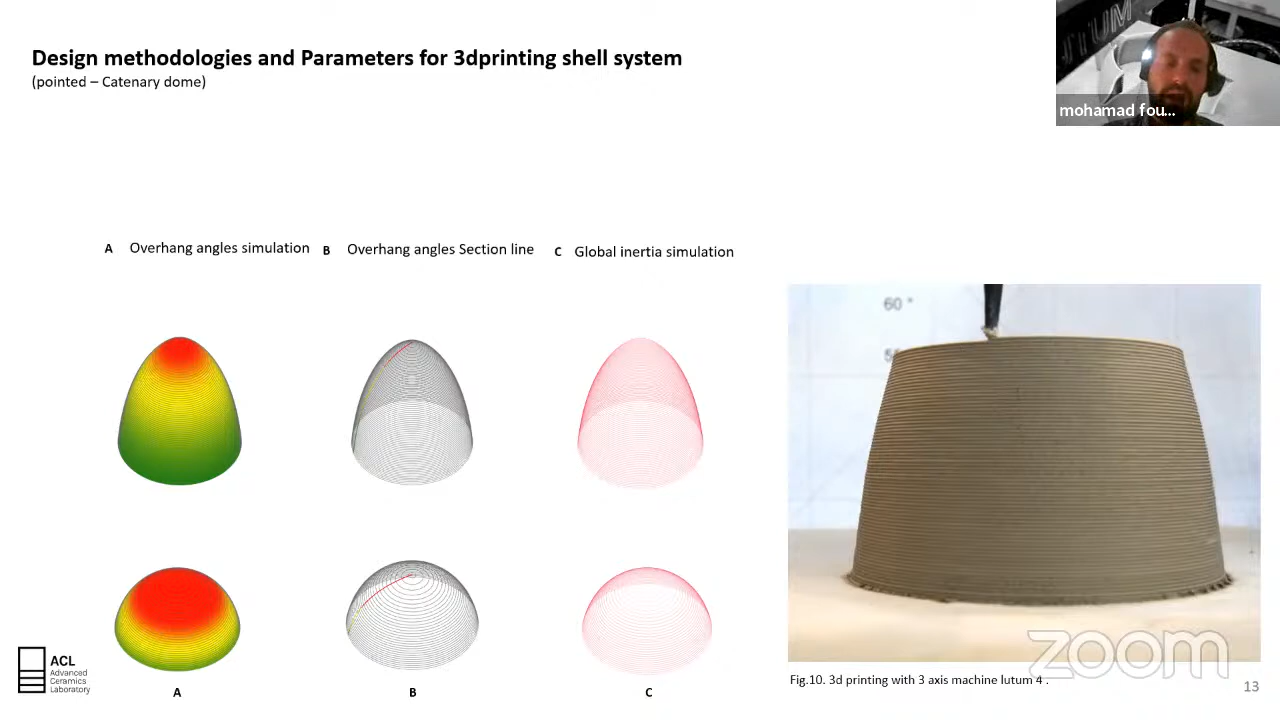 Design methodologies and Parameters for 3dprinting shell system
(pointed – Catenary dome)
mohamad fou...
A Overhang angles simulation B Overhang angles Section line C Global inertia simulation
60 °
ACL
Advanced
Ceramics
Laboratory
A B C
zoom
Fig.10. 3d printing with 3 axis machine lutum 4 .
13